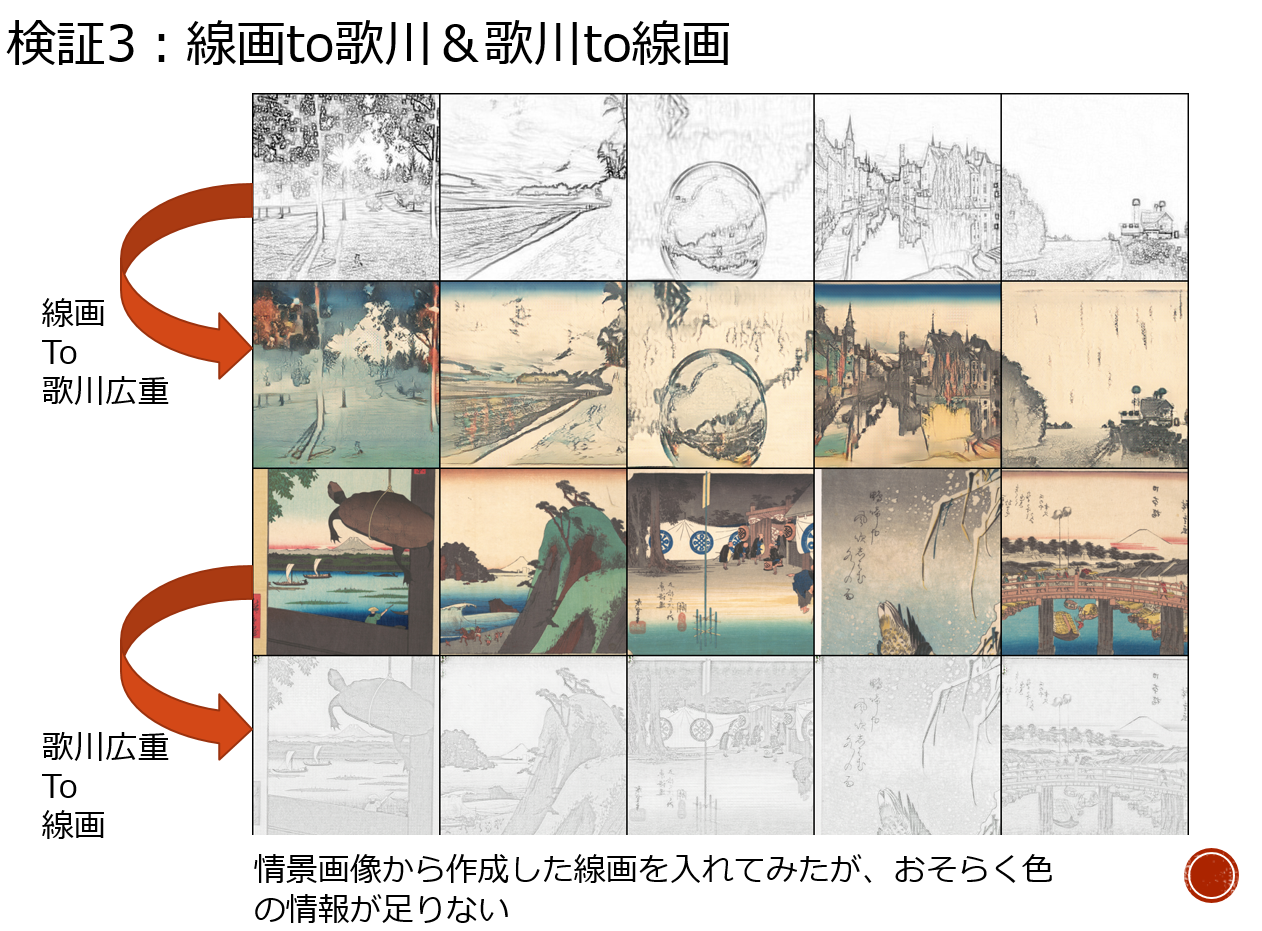 検証3：線画to歌川＆歌川to線画
線画
To
歌川広重
歌川広重
To
線画
情景画像から作成した線画を入れてみたが、おそらく色
の情報が足りない